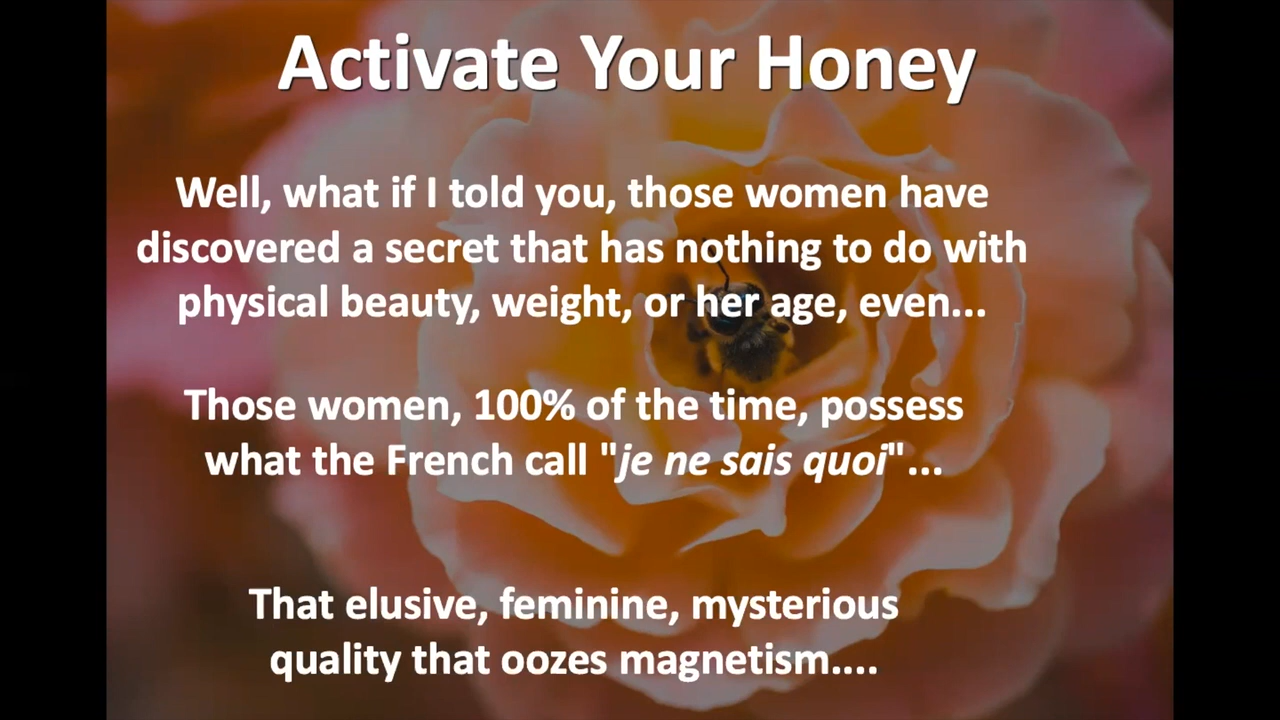 Activate Your Honey
Well, what if I told you, those women have
discovered a secret that has nothing to do with
physical beauty, weight, or her age, even...
Those women, 100% of the time, possess
what the French call "je ne sais quoi"...
That elusive, feminine, mysterious
quality that oozes magnetism....